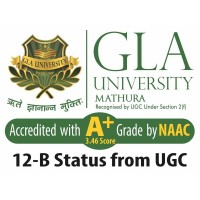 GLA
UNIVERSITY
MATHURA
Recognised by UGC Under Section 2(f)
ऋते ज्ञानान्न मुक्तिः
Accredited with A+ Grade by NAAC
3.46 Score
12-B Status from UGC